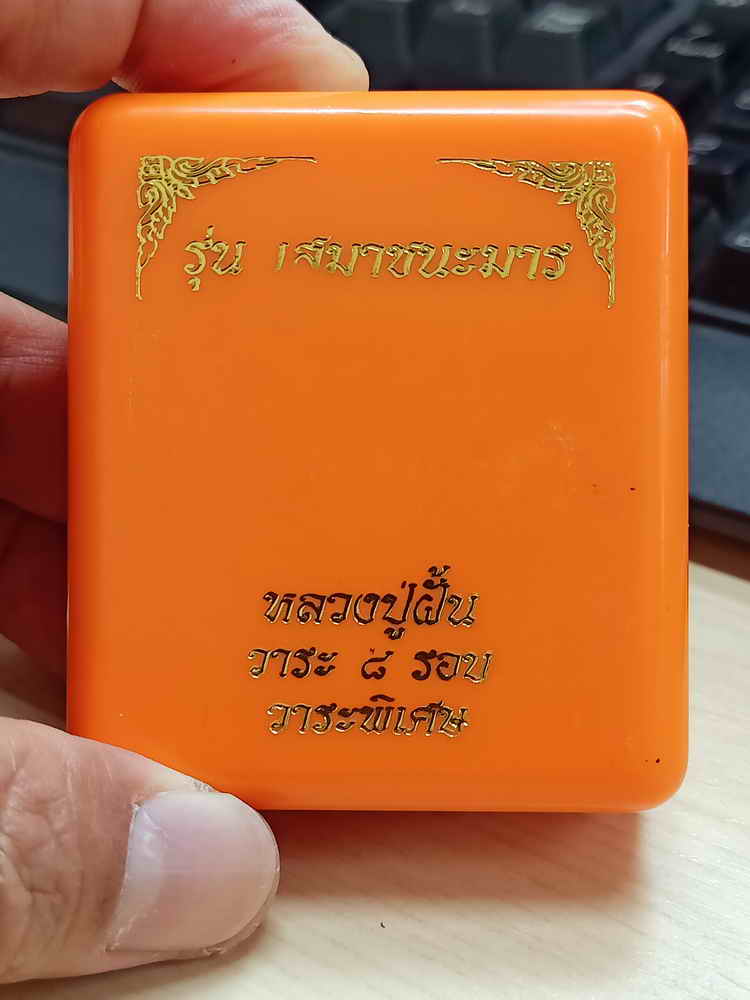 รุ่น เสมาชนะมาร
หลวงปู่ฝั้น
วาระ ๘ รอบ
วาระพิเศษ